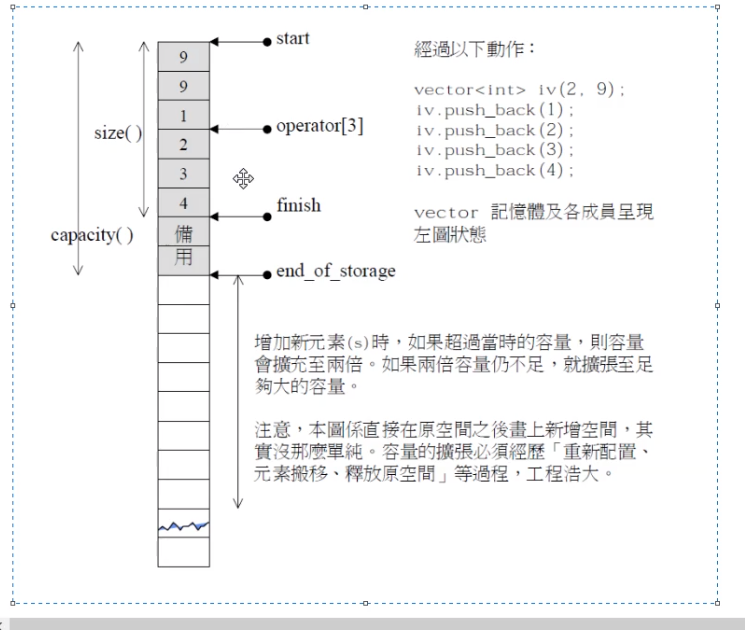 start
9
9
1
operator[3]
size( )
2
3
4
finish
capacity( )
備
用
end_of_storage
經過以下動作：
vector<int> iv(2, 9);
iv.push_back(1);
iv.push_back(2);
iv.push_back(3);
iv.push_back(4);
vector 記憶體及各成員呈現
左圖狀態
增加新元素(s)時，如果超過當時的容量，則容量
會擴充至兩倍。如果兩倍容量仍不足，就擴張至足
夠大的容量。
注意，本圖係直接在原空間之後畫上新增空間，其
實沒那麼單純。容量的擴張必須經歷「重新配置、
元素搬移、釋放原空間」等過程，工程浩大。